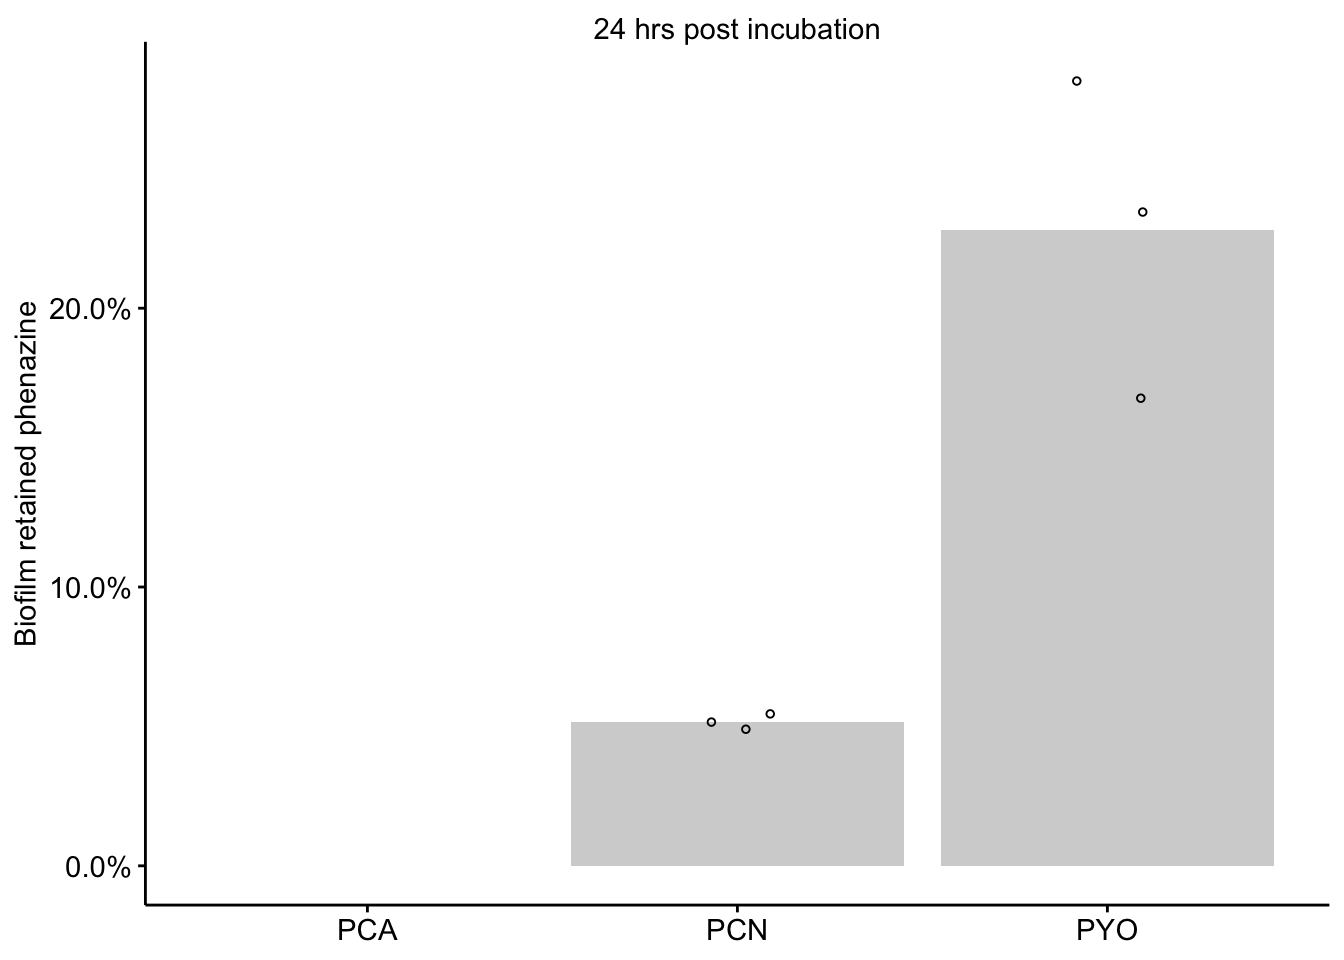 24 hrs post incubation
Biofilm retained phenazine
20.0%
10.0%
0.0%
PCA PCN PYO